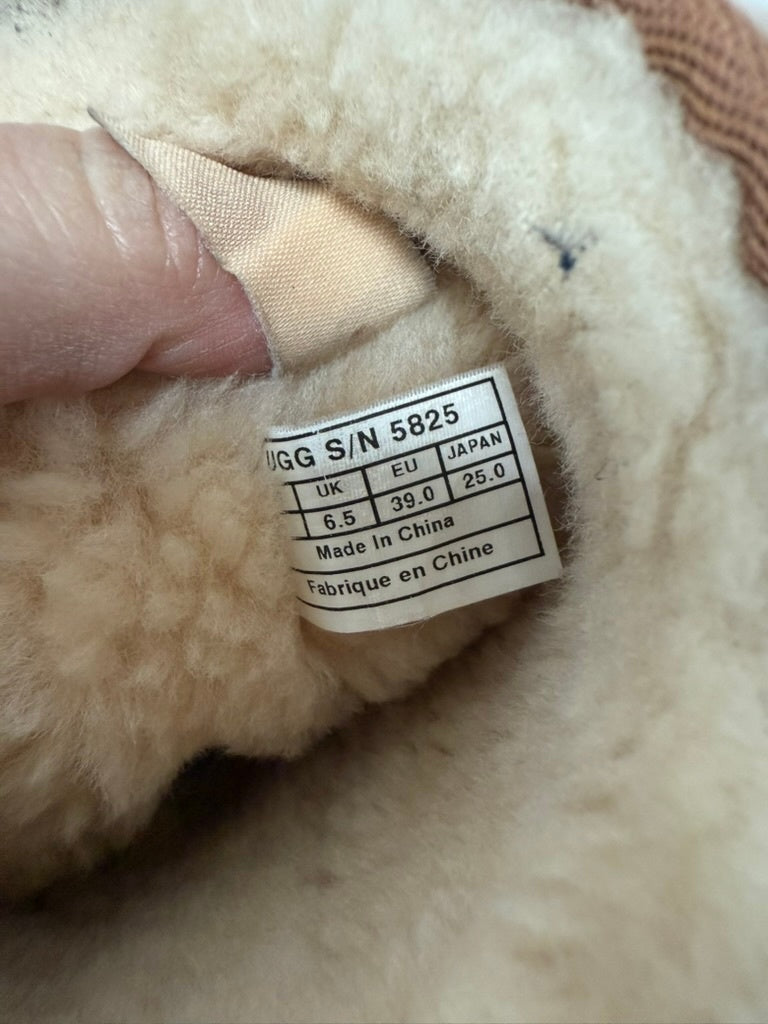 UGG S/N 5825
UK EU JAPAN
6.5 39.0 25.0
Made In China
Fabrique en Chine